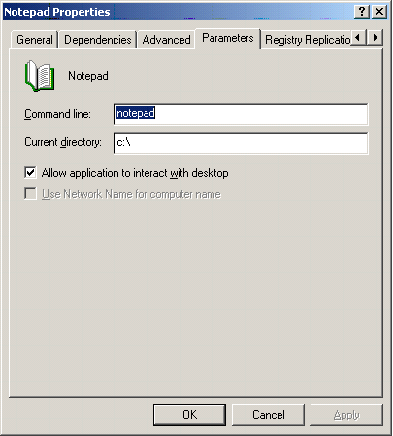 Notepad Properties
General Dependencies Advanced Parameters Registry Replicatio
Notepad
Command line: notepad
Current directory: c:\
Allow application to interact with desktop
Use Network Name for computer name
OK Cancel Apply